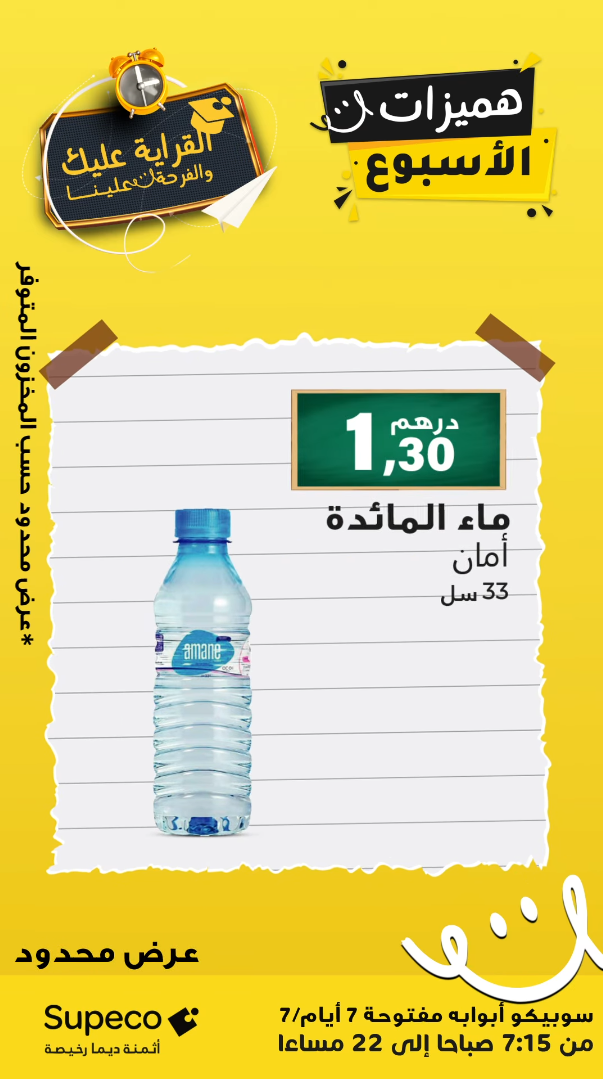 هميزات
الأسبوع
القراية عليك
والفرحة علينا
*عرض محدود حسب المخزون المتوفر
درهم
1,30
ماء المائدة
أمان
33 سل
amane
عرض محدود
Supeco
أثمنة ديما رخيصة
سوبيكو أبوابه مفتوحة 7 أيام/7
من 7:15 صباحا إلى 22 مساءا